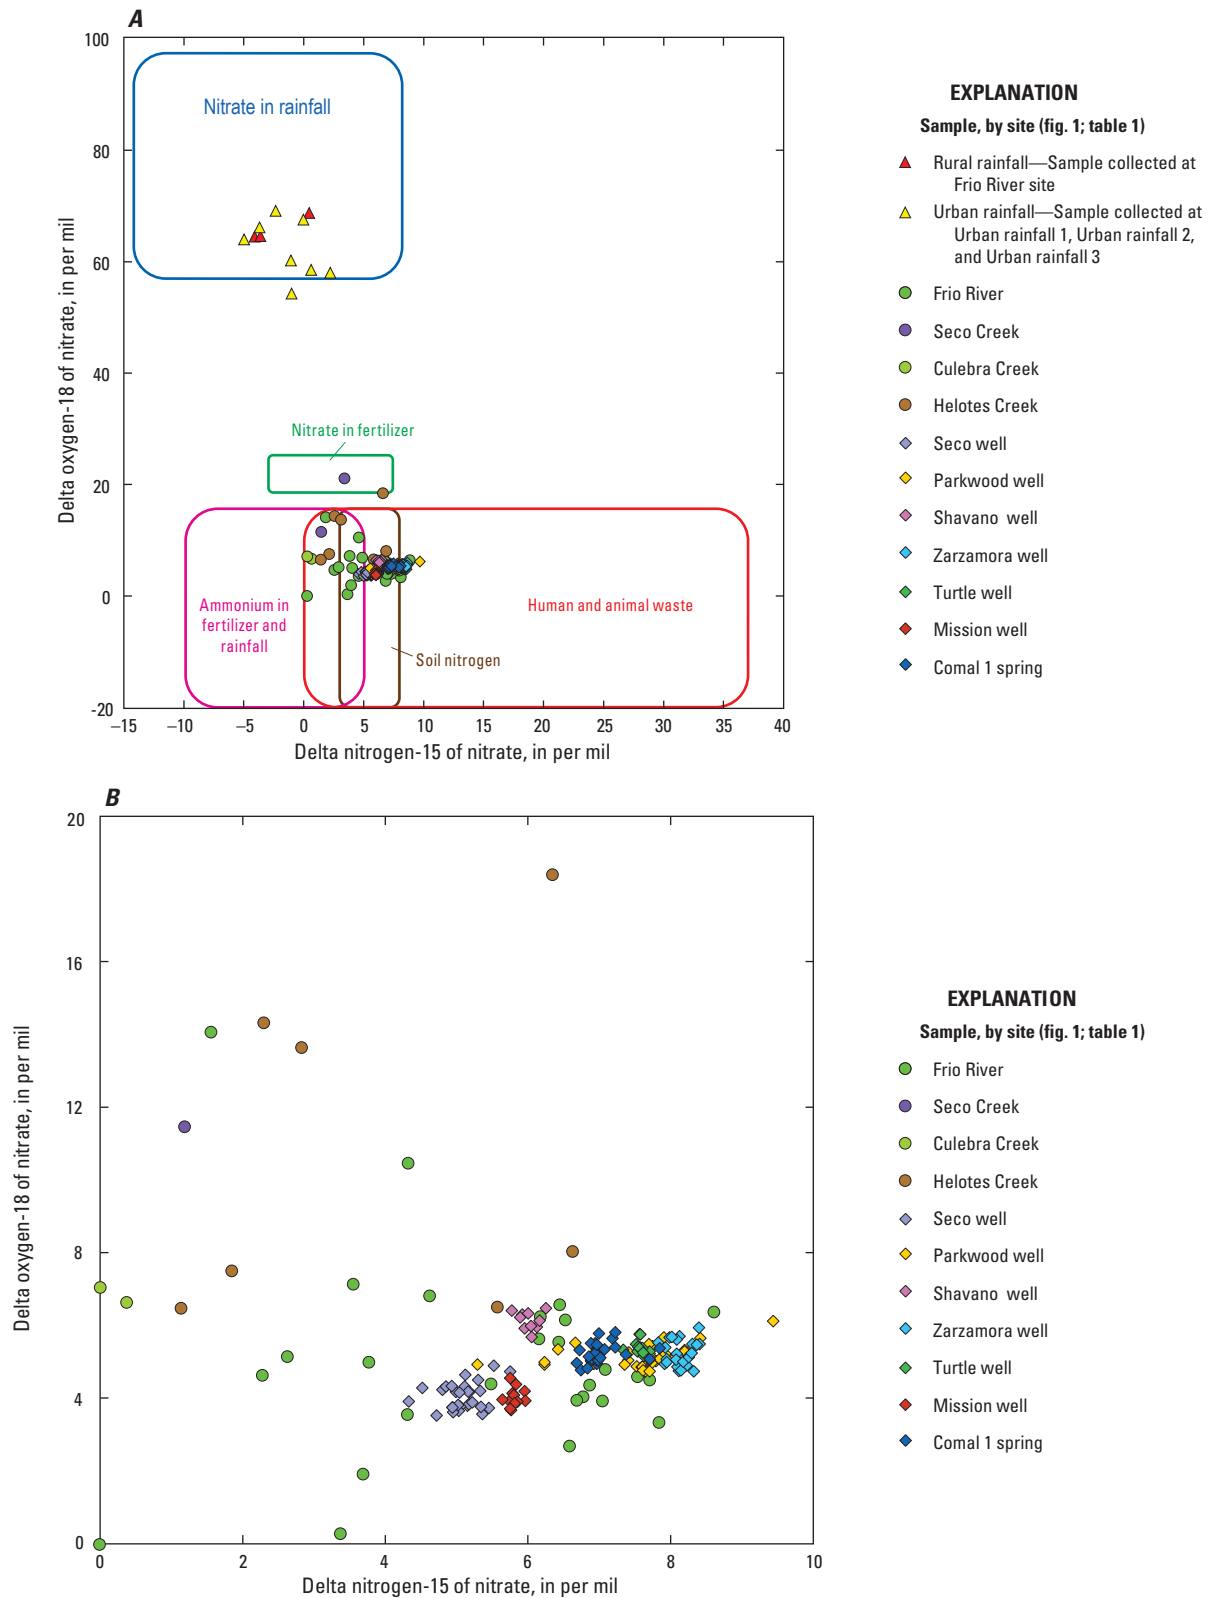 A
100
80
60
40
20
0
-20
–15
–10
–5
0
5
10
15
20
25
30
35
40
Delta oxygen-18 of nitrate, in per mil
Delta nitrogen-15 of nitrate, in per mil
Nitrate in rainfall
Nitrate in fertilizer
Ammonium in
fertilizer and
rainfall
Human and animal waste
Soil nitrogen
EXPLANATION
Sample, by site (fig. 1; table 1)
Rural rainfall—Sample collected at
Frio River site
Urban rainfall—Sample collected at
Urban rainfall 1, Urban rainfall 2,
and Urban rainfall 3
Frio River
Seco Creek
Culebra Creek
Helotes Creek
Seco well
Parkwood well
Shavano well
Zarzamora well
Turtle well
Mission well
Comal 1 spring
B
20
16
12
8
4
0
0
2
4
6
8
10
Delta oxygen-18 of nitrate, in per mil
Delta nitrogen-15 of nitrate, in per mil
EXPLANATION
Sample, by site (fig. 1; table 1)
Frio River
Seco Creek
Culebra Creek
Helotes Creek
Seco well
Parkwood well
Shavano well
Zarzamora well
Turtle well
Mission well
Comal 1 spring